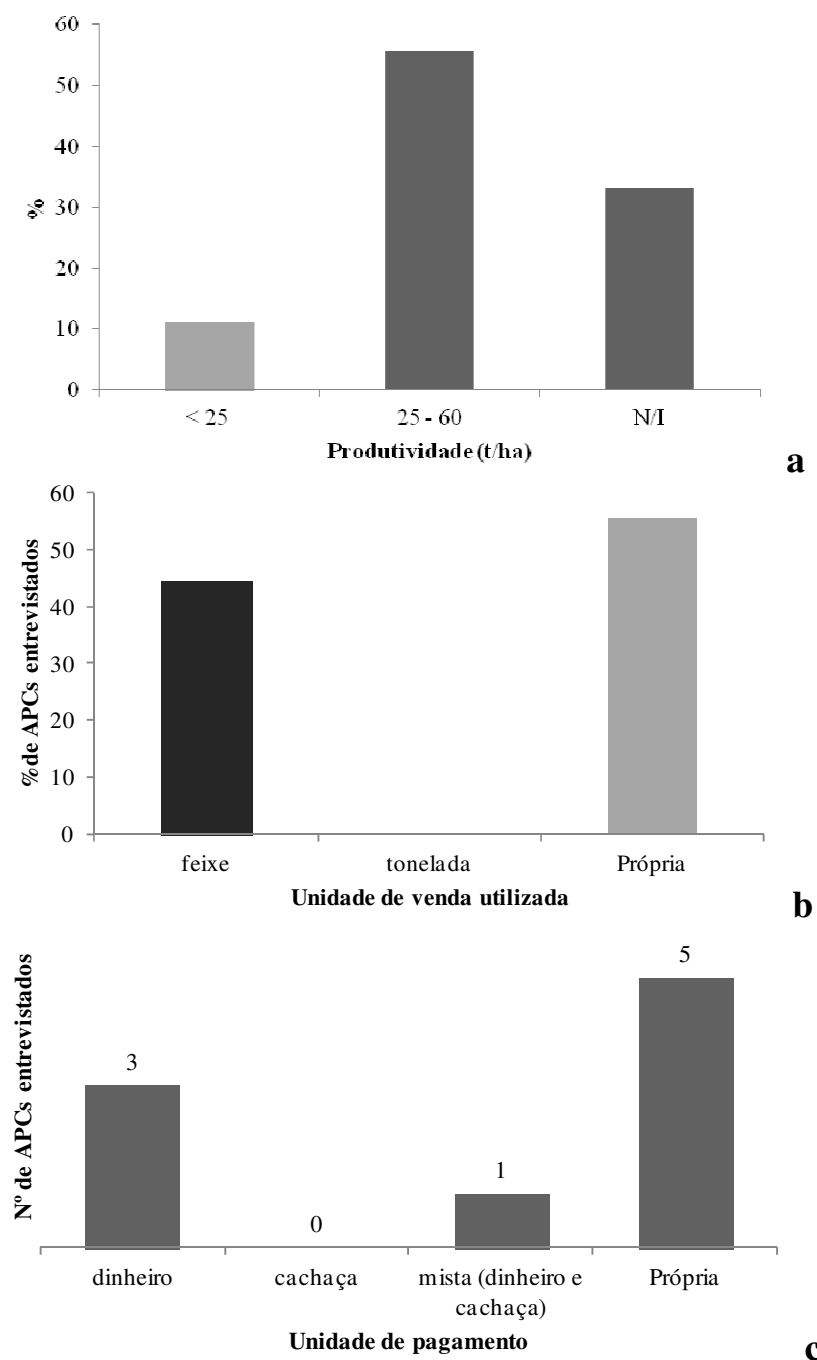 60
50
40
30
20
10
0
%
< 25
25 - 60
N/I
Produtividade (t/ha)
a
60
50
40
30
20
10
0
% de APCs entrevistados
feixe
tonelada
Própria
Unidade de venda utilizada
b
Nº de APCs entrevistados
3
0
1
5
dinheiro
cachaça
mista (dinheiro e
cachaça)
Própria
Unidade de pagamento
c